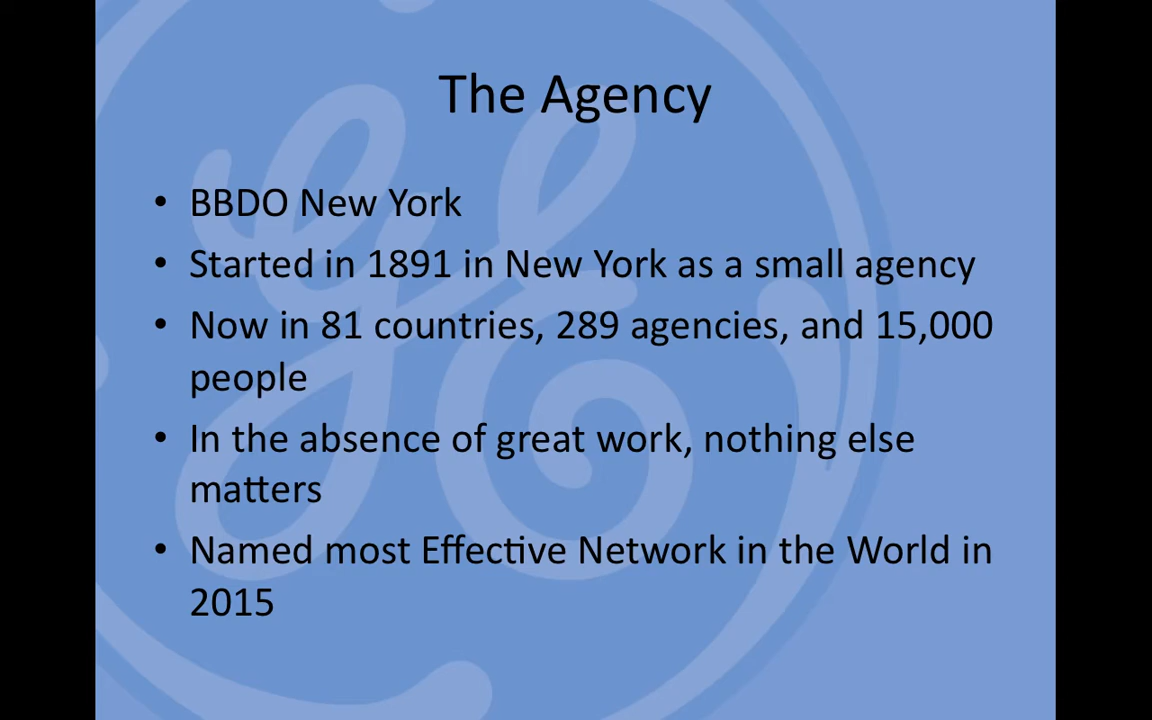 The Agency
• BBDO New York
• Started in 1891 in New York as a small agency
• Now in 81 countries, 289 agencies, and 15,000
people
• In the absence of great work, nothing else
matters
• Named most Effective Network in the World in
2015